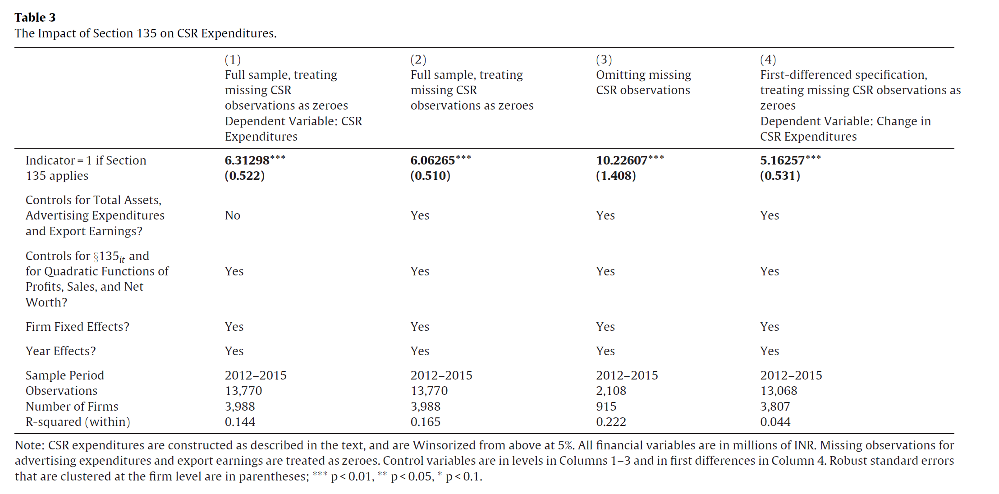 Table 3
The Impact of Section 135 on CSR Expenditures.
(1) (2) (3) (4)
Full sample, treating Full sample, treating Omitting missing First-differenced specification,
missing CSR missing CSR CSR observations treating missing CSR observations as
observations as zeroes observations as zeroes zeroes
Dependent Variable: CSR Dependent Variable: Change in
Expenditures CSR Expenditures
Indicator = 1 if Section 6.31298*** 6.06265*** 10.22607*** 5.16257***
135 applies (0.522) (0.510) (1.408) (0.531)
Controls for Total Assets,
Advertising Expenditures No Yes Yes Yes
and Export Earnings?
Controls for §135it and
for Quadratic Functions of Yes Yes Yes Yes
Profits, Sales, and Net
Worth?
Firm Fixed Effects? Yes Yes Yes Yes
Year Effects? Yes Yes Yes Yes
Sample Period 2012–2015 2012–2015 2012–2015 2012–2015
Observations 13,770 13,770 2,108 13,068
Number of Firms 3,988 3,988 915 3,807
R-squared (within) 0.144 0.165 0.222 0.044
Note: CSR expenditures are constructed as described in the text, and are Winsorized from above at 5%. All financial variables are in millions of INR. Missing observations for
advertising expenditures and export earnings are treated as zeroes. Control variables are in levels in Columns 1–3 and in first differences in Column 4. Robust standard errors
that are clustered at the firm level are in parentheses; *** p < 0.01, ** p < 0.05, * p < 0.1.